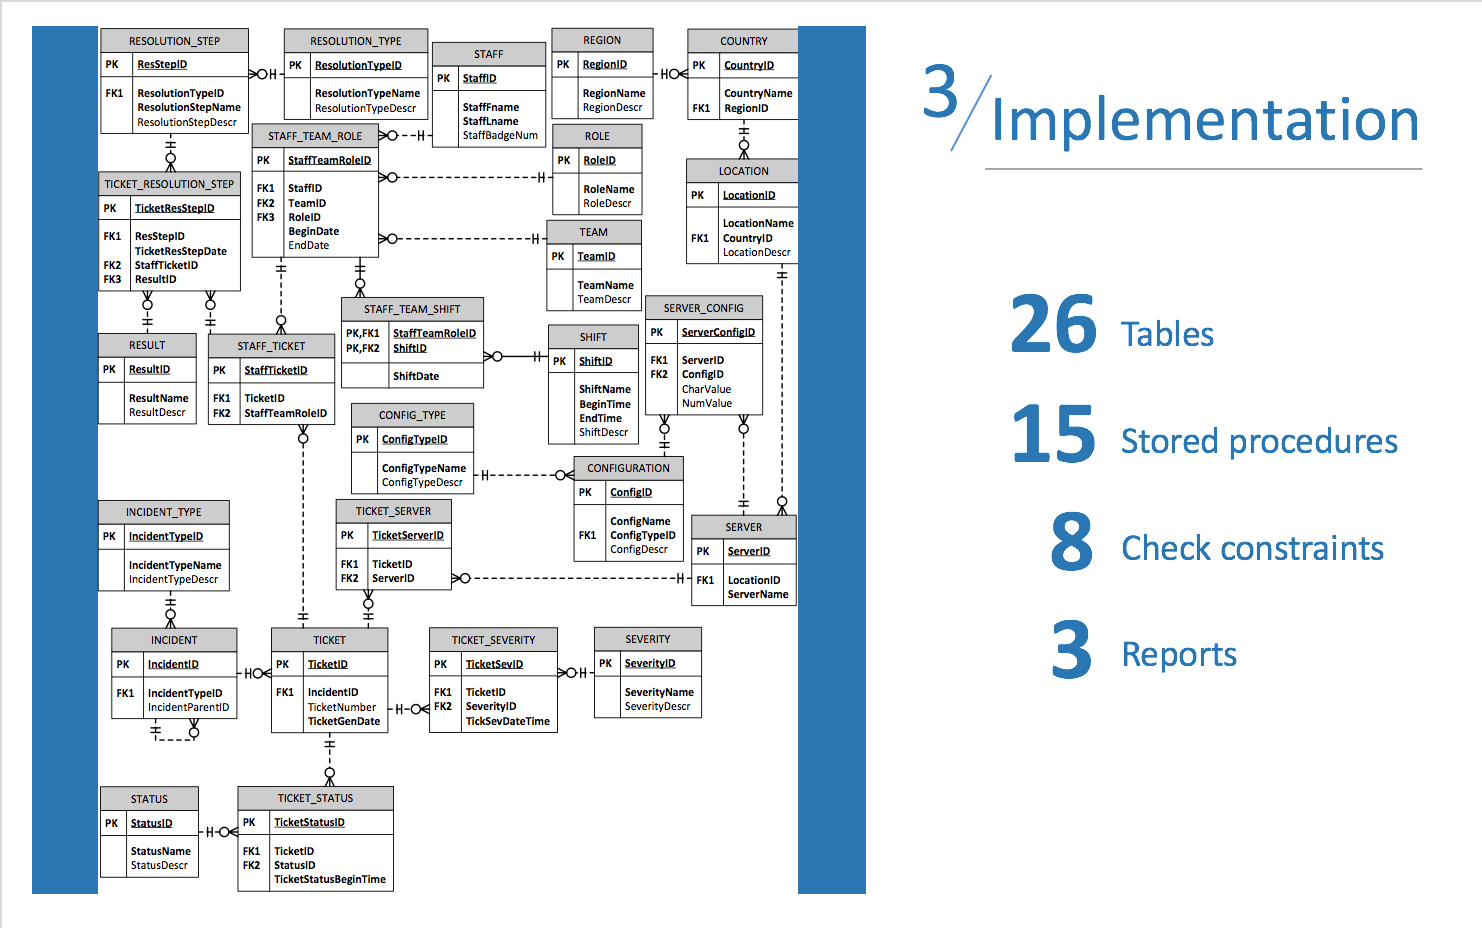 RESOLUTION_STEP
PK ResStepID
FK1 ResolutionTypeID
ResolutionStepName
ResolutionStepDescr
RESOLUTION_TYPE
PK ResolutionTypeID
ResolutionTypeName
ResolutionTypeDescr
STAFF
PK StaffID
StaffFname
StaffLname
StaffBadgeNum
REGION
PK RegionID
RegionName
RegionDescr
COUNTRY
PK CountryID
CountryName
FK1 RegionID
STAFF_TEAM_ROLE
PK StaffTeamRoleID
FK1 StaffID
FK2 TeamID
FK3 RoleID
BeginDate
EndDate
ROLE
PK RoleID
RoleName
RoleDescr
LOCATION
PK LocationID
LocationName
FK1 CountryID
LocationDescr
TICKET_RESOLUTION_STEP
PK TicketResStepID
FK1 ResStepID
TicketResStepDate
FK2 StaffTicketID
FK3 ResultID
TEAM
PK TeamID
TeamName
TeamDescr
STAFF_TEAM_SHIFT
PK,FK1 StaffTeamRoleID
PK,FK2 ShiftID
ShiftDate
SERVER_CONFIG
PK ServerConfigID
FK1 ServerID
FK2 ConfigID
CharValue
NumValue
RESULT
PK ResultID
ResultName
ResultDescr
STAFF_TICKET
PK StaffTicketID
FK1 TicketID
FK2 StaffTeamRoleID
SHIFT
PK ShiftID
ShiftName
BeginTime
EndTime
ShiftDescr
CONFIG_TYPE
PK ConfigTypeID
ConfigTypeName
ConfigTypeDescr
CONFIGURATION
PK ConfigID
ConfigName
FK1 ConfigTypeID
ConfigDescr
INCIDENT_TYPE
PK IncidentTypeID
IncidentTypeName
IncidentTypeDescr
TICKET_SERVER
PK TicketServerID
FK1 TicketID
FK2 ServerID
SERVER
PK ServerID
FK1 LocationID
ServerName
INCIDENT
PK IncidentID
FK1 IncidentTypeID
IncidentParentID
TICKET
PK TicketID
FK1 IncidentID
TicketNumber
TicketGenDate
TICKET_SEVERITY
PK TicketSevID
FK1 TicketID
FK2 SeverityID
TickSevDateTime
SEVERITY
PK SeverityID
SeverityName
SeverityDescr
STATUS
PK StatusID
StatusName
StatusDescr
TICKET_STATUS
PK TicketStatusID
FK1 TicketID
FK2 StatusID
TicketStatusBeginTime
3/Implementation
26 Tables
15 Stored procedures
8 Check constraints
3 Reports